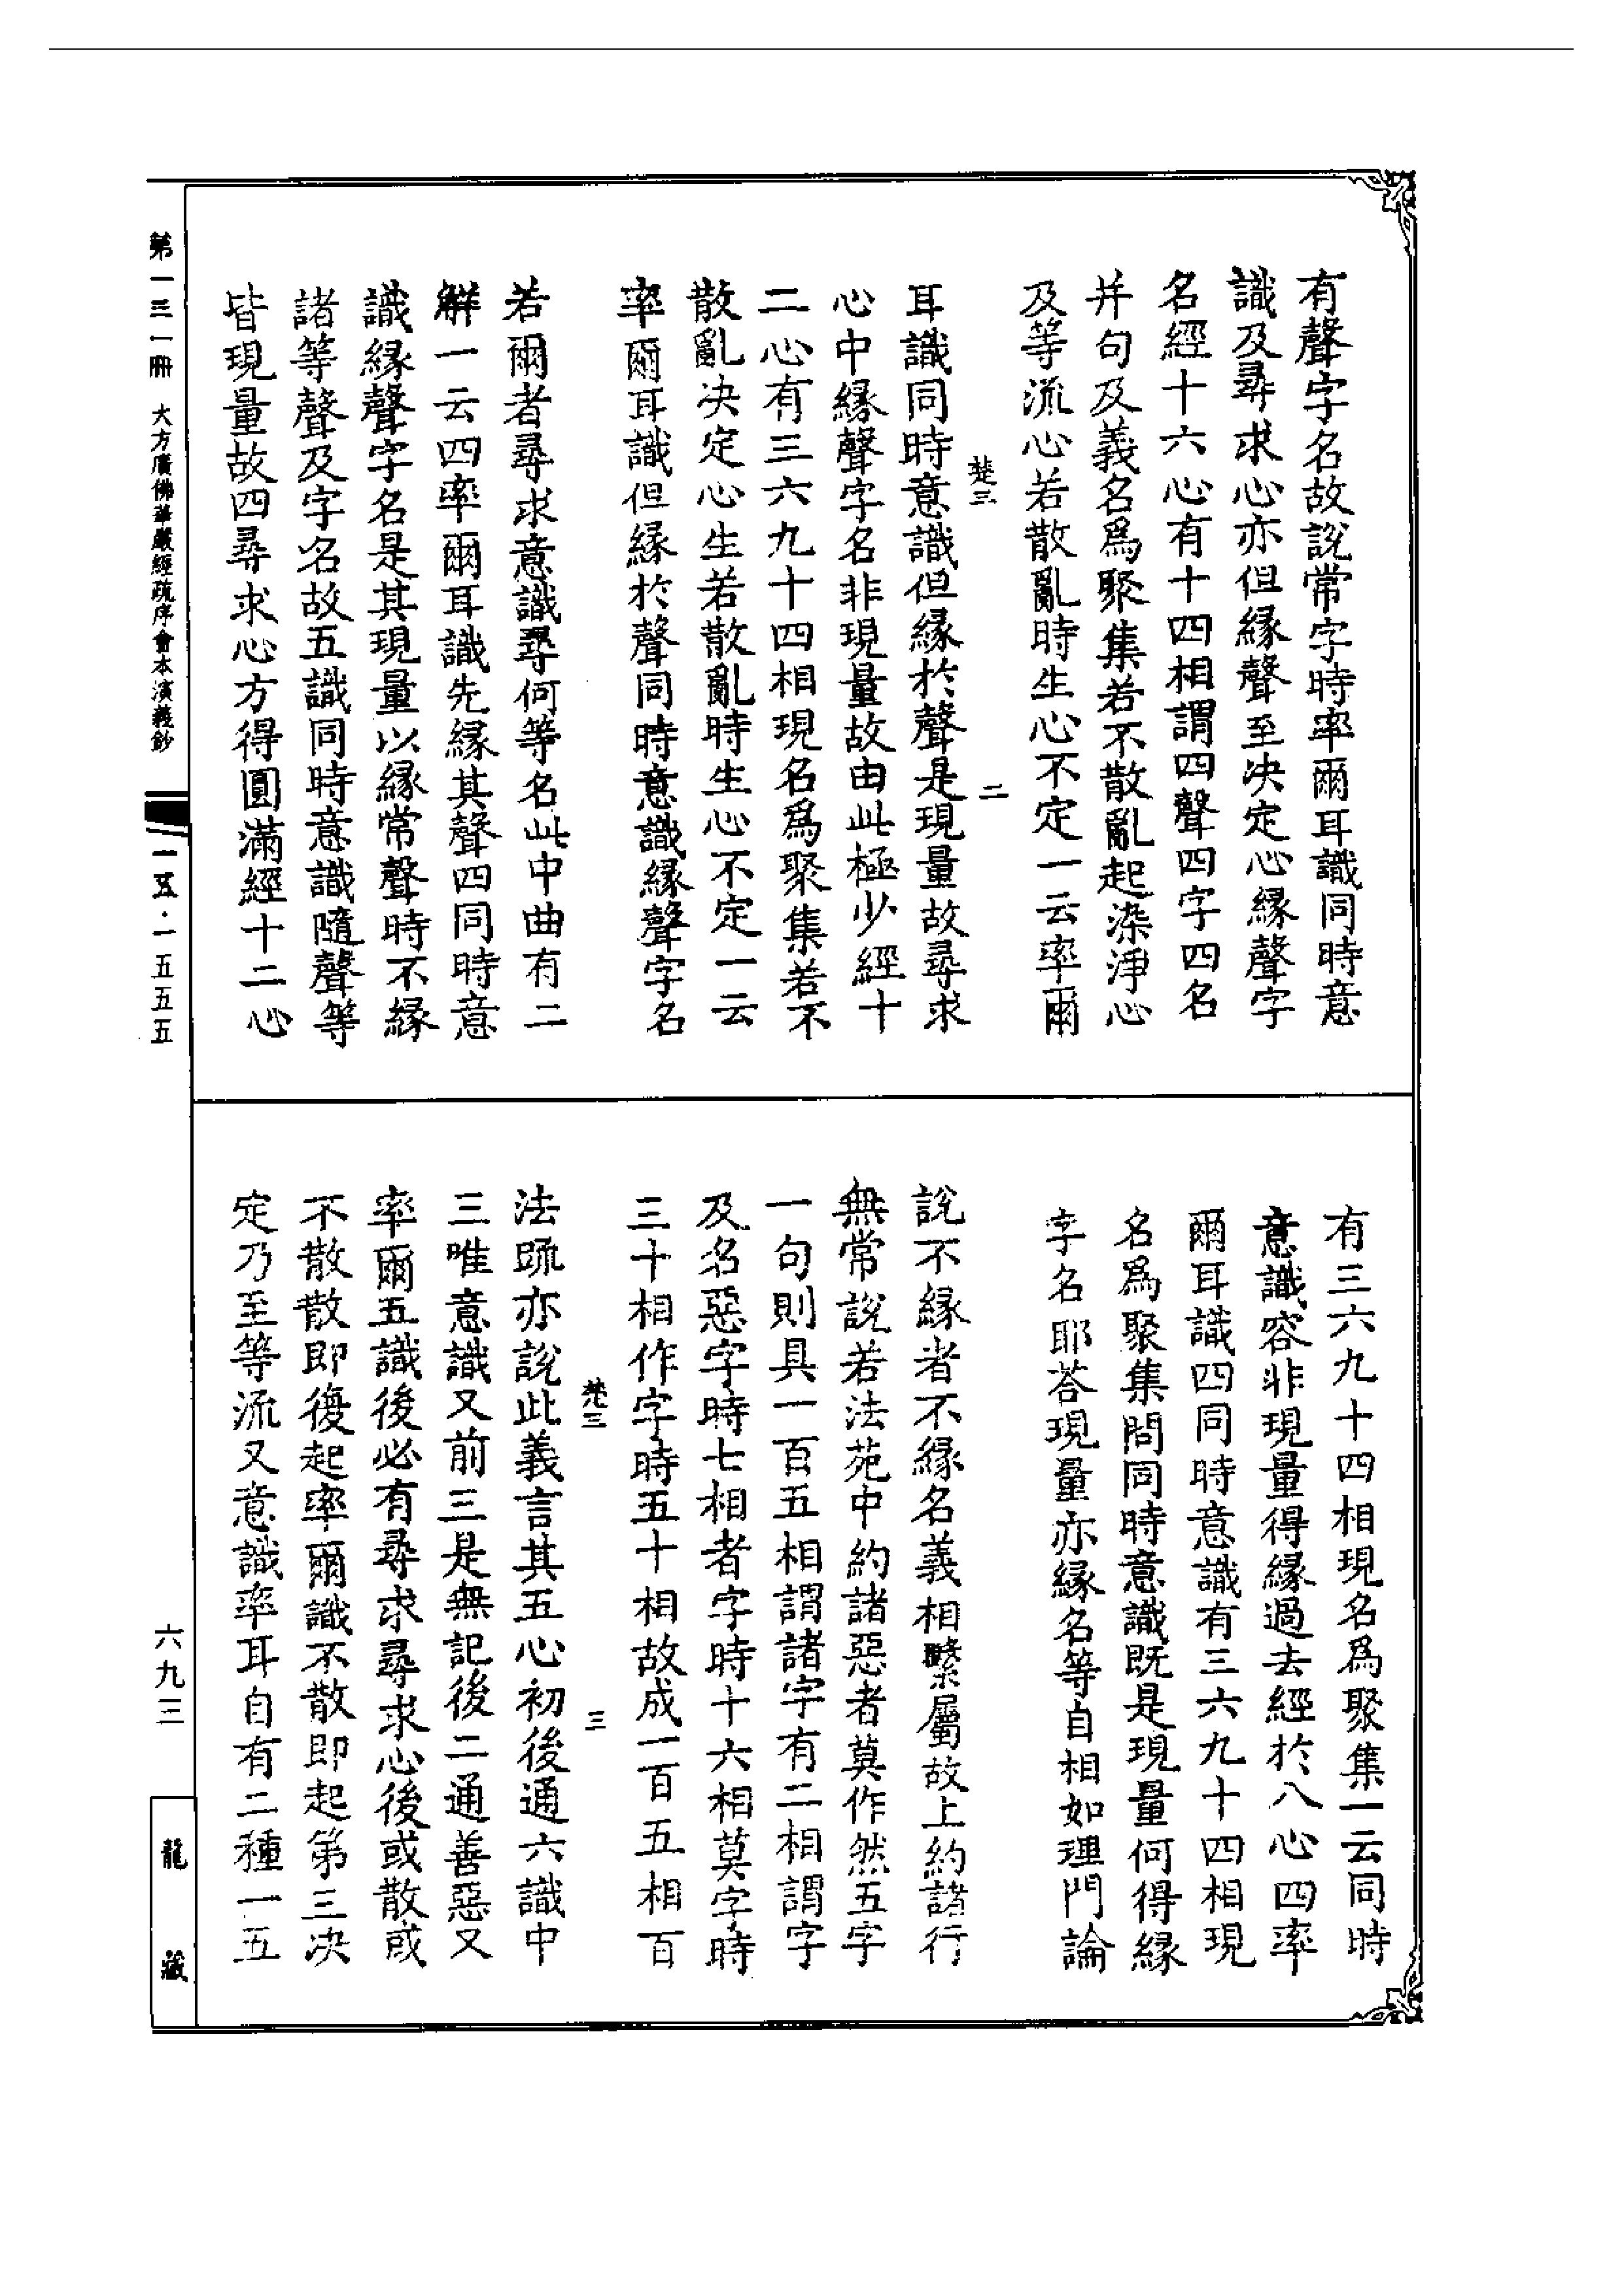 有聲字名故說常字時率爾耳識同時意
識及尋求心亦但緣聲至决定心緣聲字
名經十六心有十四相謂四聲四字四名
并句及義名爲聚集若不散亂起染淨心
及等流心若散亂時生心不定一云率爾
楚三 二
耳識同時意識但緣於聲是現量故尋求
心中緣聲字名非現量故由此極少經十
二心有三六九十四相現名爲聚集若不
散亂决定心生若散亂時生心不定一云
率爾耳識但緣於聲同時意識緣聲字名
若爾者尋求意識尋何等名此中曲有二
解一云四率爾耳識先緣其聲四同時意
識緣聲字名是其現量以緣常聲時不緣
諸等聲及字名故五識同時意識隨聲等
皆現量故四尋求心方得圓滿經十二心
有三六九十四相現名爲聚集一云同時
意識容非現量得緣過去經於八心四率
爾耳識四同時意識有三六九十四相現
名爲聚集問同時意識既是現量何得緣
字名耶荅現量亦緣名等自相如理門論
說不緣者不緣名義相繫屬故上約諸行
無常說若法苑中約諸惡者莫作然五字
一句則具一百五相謂諸字有二相謂字
及名惡字時七相者字時十六相莫字時
三十相作字時五十相故成一百五相百
楚三 三
法䟽亦說此義言其五心初後通六識中
三唯意識又前三是無記後二通善惡又
率爾五識後必有尋求尋求心後或散或
不散散即復起率爾識不散即起第三决
定乃至等流又意識率耳自有二種一五
第一三一冊 大方廣佛華嚴經疏序會本演義鈔
一五·一五五五
六九三
龍藏